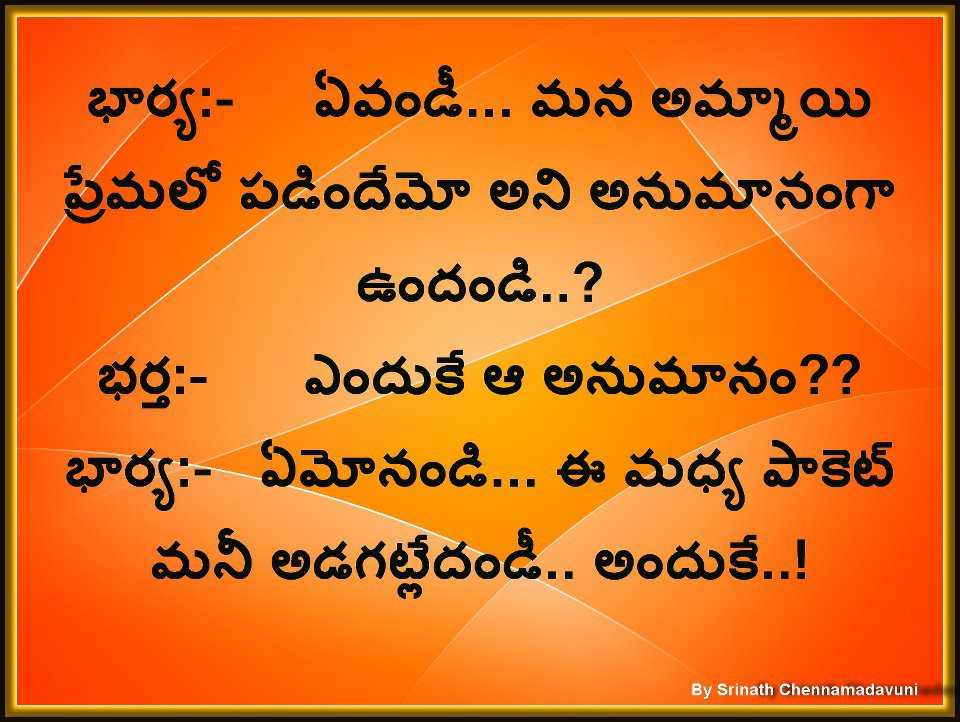 భార్య:- ఏవండీ... మన అమ్మాయి
ప్రేమలో పడిందేమో అని అనుమానంగా
ఉందండి..?
భర్త:- ఎందుకే ఆ అనుమానం??
భార్య:- ఏమోనండి... ఈ మధ్య పాకెట్
మనీ అడగట్లేదండీ.. అందుకే..!
By Srinath Chennamadavuni